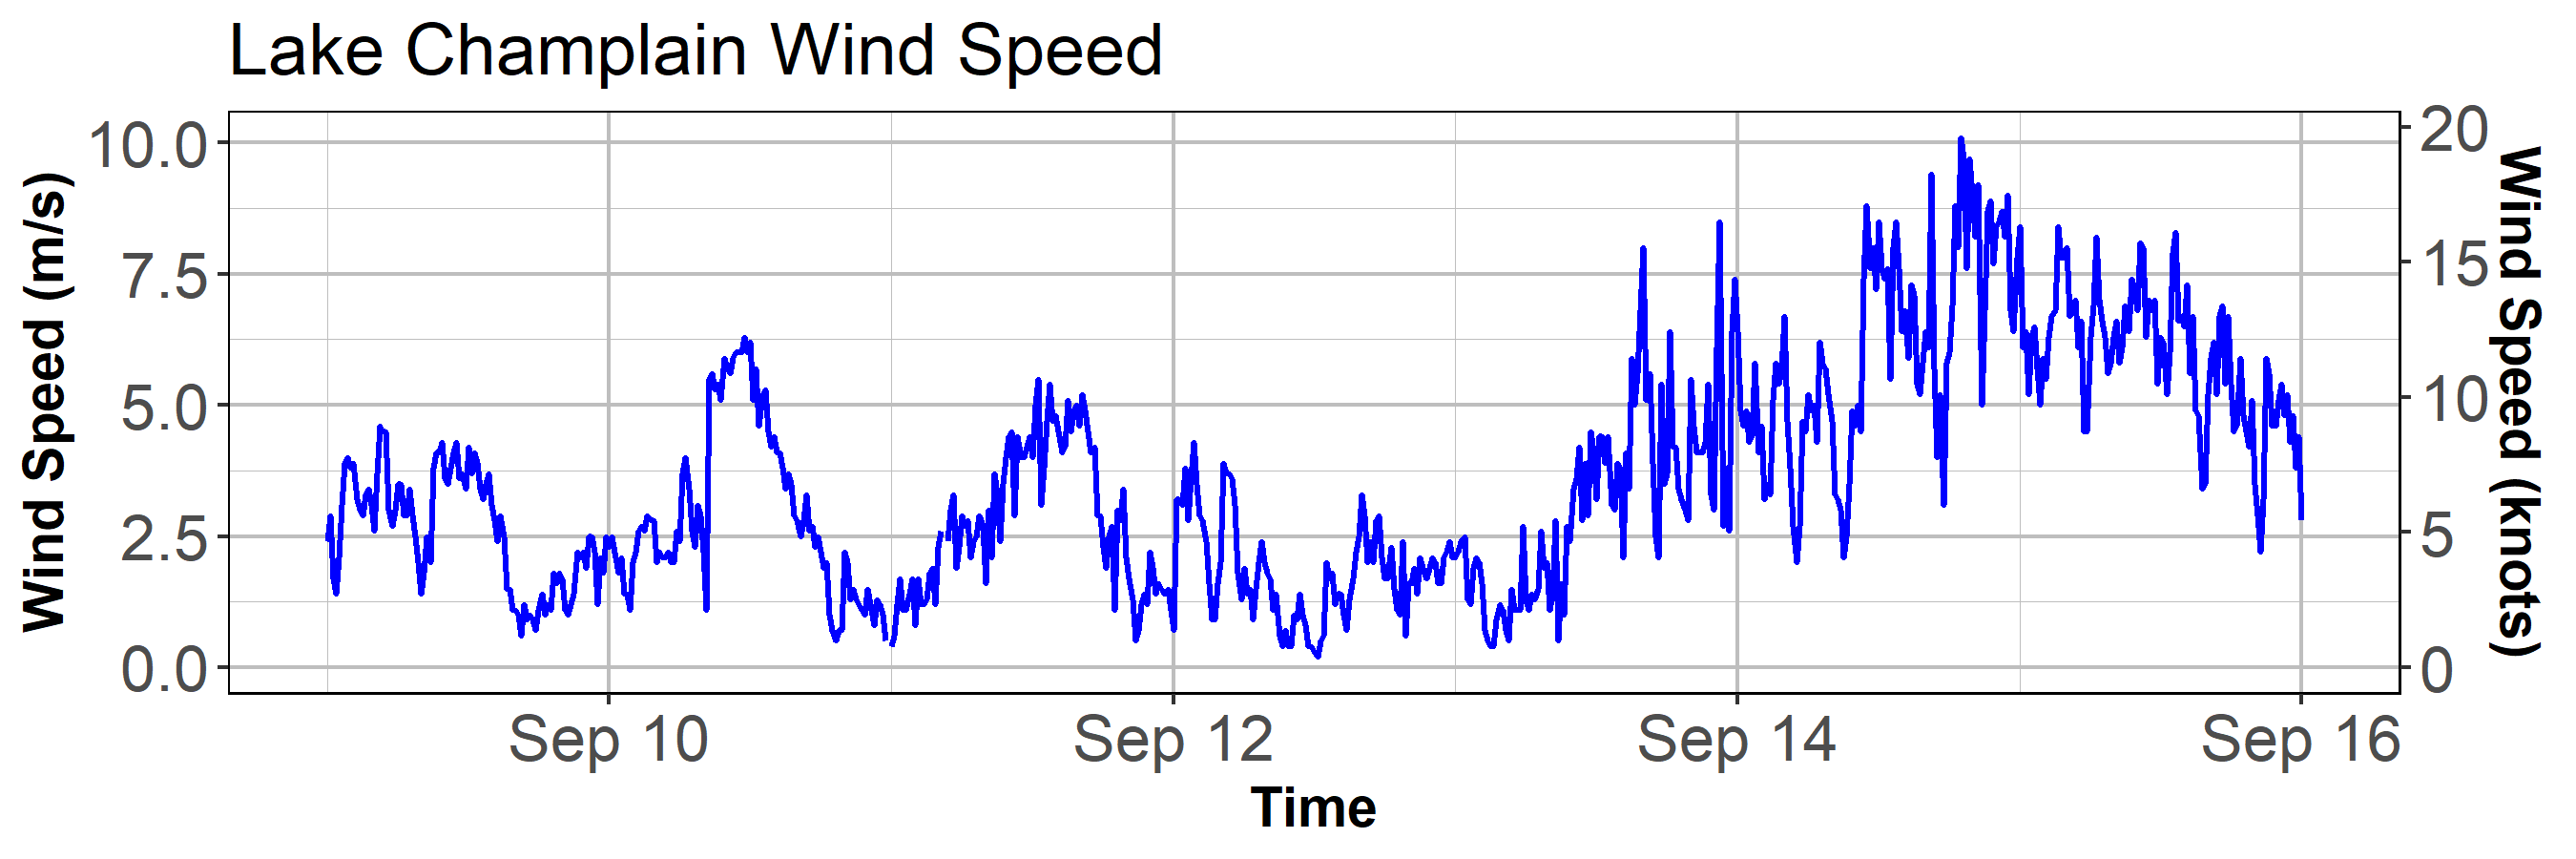 Lake Champlain Wind Speed
Wind Speed (m/s)
10.0
7.5
5.0
2.5
0.0
20
15
10
5
0
Wind Speed (knots)
Sep 10
Sep 12
Sep 14
Sep 16
Time